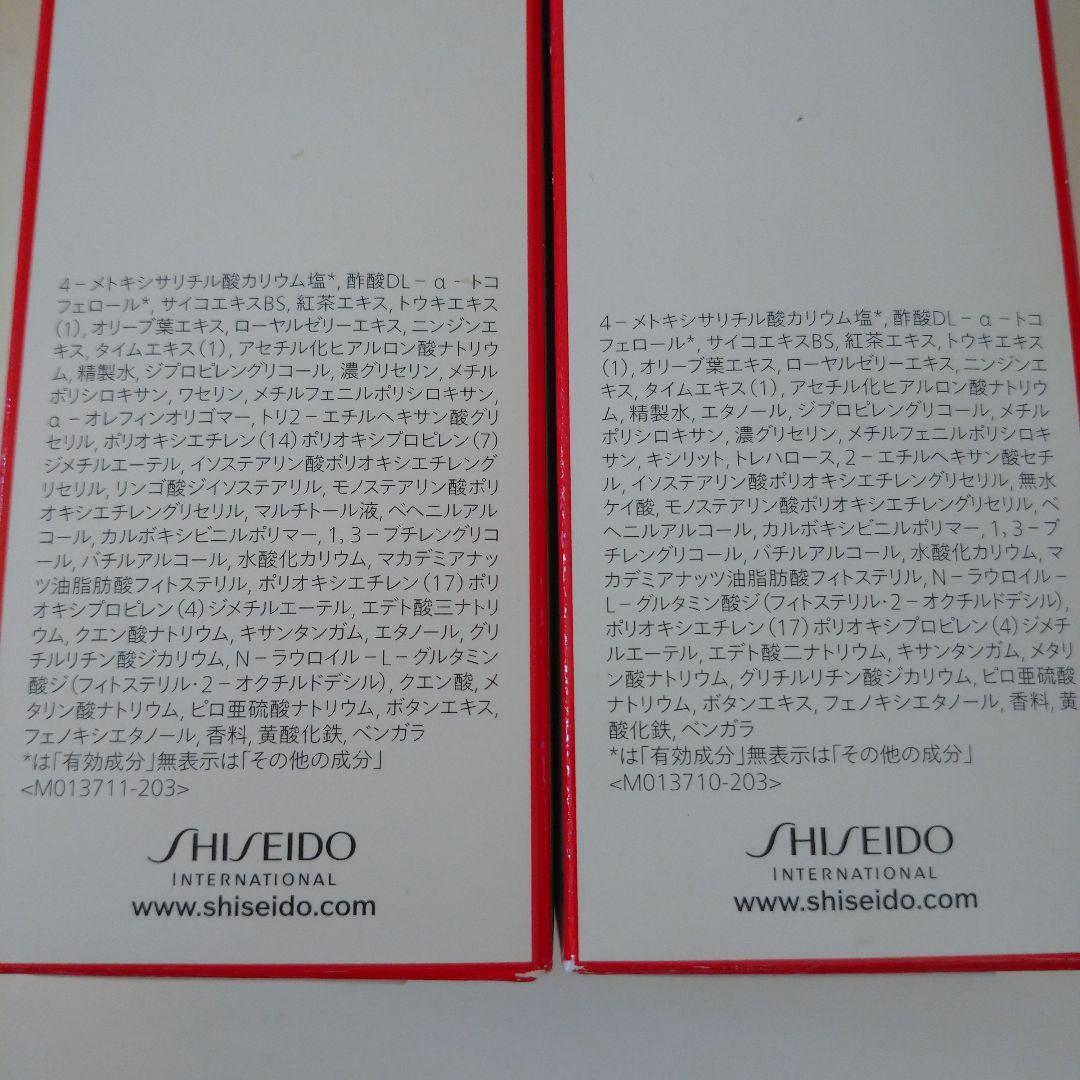 4−メトキシサリチル酸カリウム塩*, 酢酸DL−α−トコ
フェロール*, サイコエキスBS, 紅茶エキス, トウキエキス
(1), オリーブ葉エキス, ローヤルゼリーエキス, ニンジンエ
キス, タイムエキス(1), アセチル化ヒアルロン酸ナトリウ
ム, 精製水, ジプロピレングリコール, 濃グリセリン, メチル
ポリシロキサン, ワセリン, メチルフェニルポリシロキサン,
α−オレフィンオリゴマー, トリ2−エチルヘキサン酸グリ
セリル, ポリオキシエチレン(14)ポリオキシプロピレン(7)
ジメチルエーテル, イソステアリン酸ポリオキシエチレング
リセリル, リンゴ酸ジイソステアリル, モノステアリン酸ポリ
オキシエチレングリセリル, マルチトール液, ベヘニルアル
コール, カルボキシビニルポリマー, 1, 3−ブチレングリコ
ール, バチルアルコール, 水酸化カリウム, マカデミアナッ
ツ油脂肪酸フィトステリル, ポリオキシエチレン(17)ポリ
オキシプロピレン(4)ジメチルエーテル, エデト酸三ナトリ
ウム, クエン酸ナトリウム, キサンタンガム, エタノール, グリ
チルリチン酸ジカリウム, N−ラウロイル−L−グルタミン
酸ジ(フィトステリル・2−オクチルドデシル), クエン酸, メ
タリン酸ナトリウム, ピロ亜硫酸ナトリウム, ボタンエキス,
フェノキシエタノール, 香料, 黄酸化鉄, ベンガラ
*は「有効成分」無表示は「その他の成分」
<M013711-203>
SHISEIDO
INTERNATIONAL
www.shiseido.com
4−メトキシサリチル酸カリウム塩*, 酢酸DL−α−トコ
フェロール*, サイコエキスBS, 紅茶エキス, トウキエキス
(1), オリーブ葉エキス, ローヤルゼリーエキス, ニンジンエ
キス, タイムエキス(1), アセチル化ヒアルロン酸ナトリウ
ム, 精製水, エタノール, ジプロピレングリコール, メチル
ポリシロキサン, 濃グリセリン, メチルフェニルポリシロキ
サン, キシリット, トレハロース, 2−エチルヘキサン酸セチ
ル, イソステアリン酸ポリオキシエチレングリセリル, 無水
ケイ酸, モノステアリン酸ポリオキシエチレングリセリル, ベ
ヘニルアルコール, カルボキシビニルポリマー, 1, 3−ブ
チレングリコール, バチルアルコール, 水酸化カリウム, マ
カデミアナッツ油脂肪酸フィトステリル, N−ラウロイル−
L−グルタミン酸ジ(フィトステリル・2−オクチルドデシル),
ポリオキシエチレン(17)ポリオキシプロピレン(4)ジメチ
ルエーテル, エデト酸二ナトリウム, キサンタンガム, メタリ
ン酸ナトリウム, グリチルリチン酸ジカリウム, ピロ亜硫酸
ナトリウム, ボタンエキス, フェノキシエタノール, 香料, 黄
酸化鉄, ベンガラ
*は「有効成分」無表示は「その他の成分」
<M013710-203>
SHISEIDO
INTERNATIONAL
www.shiseido.com